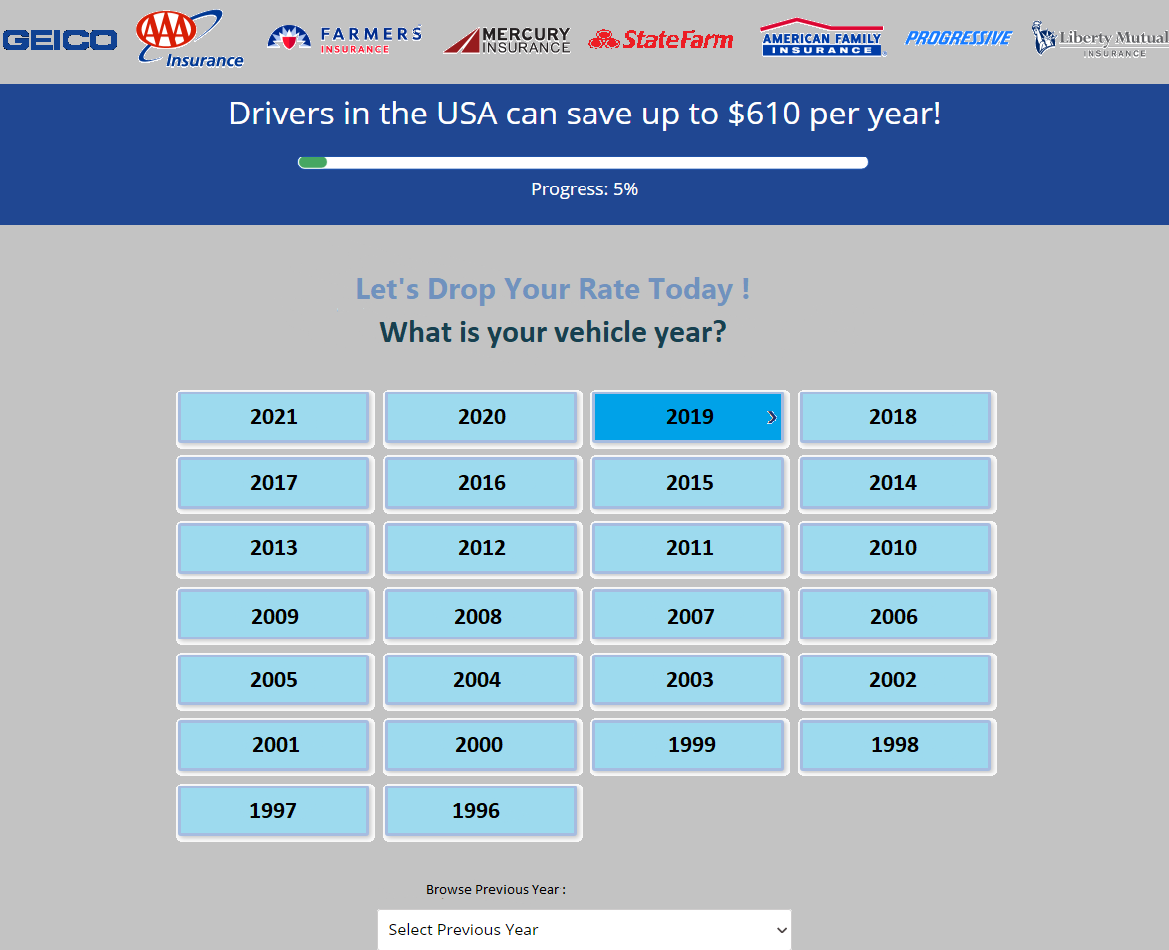 GEICO AAA Insurance FARMERS INSURANCE MERCURY INSURANCE State Farm AMERICAN FAMILY INSURANCE PROGRESSIVE Liberty Mutual INSURANCE
Drivers in the USA can save up to $610 per year!
Progress: 5%
Let's Drop Your Rate Today !
What is your vehicle year?
2021 2020 2019 2018
2017 2016 2015 2014
2013 2012 2011 2010
2009 2008 2007 2006
2005 2004 2003 2002
2001 2000 1999 1998
1997 1996
Browse Previous Year :
Select Previous Year